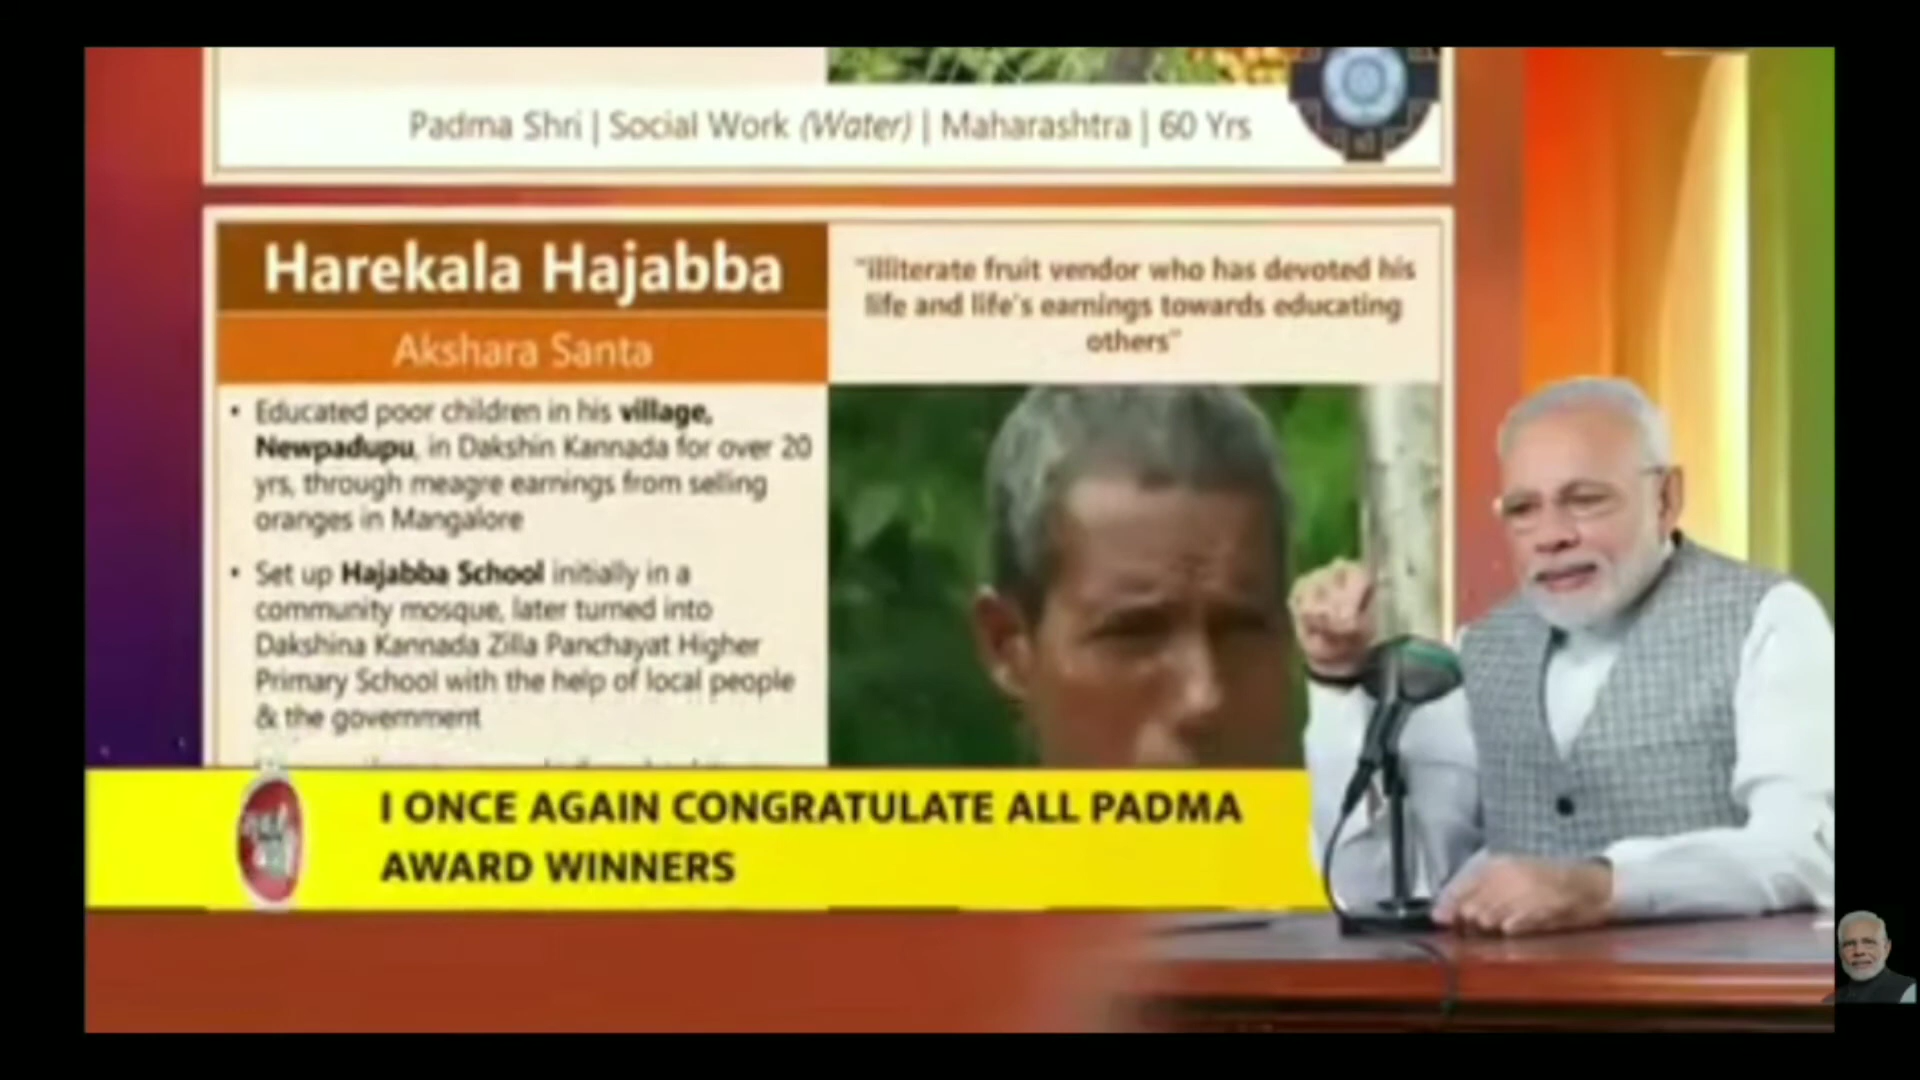 Padma Shri | Social Work (Water) | Maharashtra | 60 Yrs
Harekala Hajabba
Akshara Santa
"illiterate fruit vendor who has devoted his
life and life's earnings towards educating
others"
• Educated poor children in his village,
Newpadupu, in Dakshin Kannada for over 20
yrs, through meagre earnings from selling
oranges in Mangalore
• Set up Hajabba School initially in a
community mosque, later turned into
Dakshina Kannada Zilla Panchayat Higher
Primary School with the help of local people
& the government
I ONCE AGAIN CONGRATULATE ALL PADMA
AWARD WINNERS